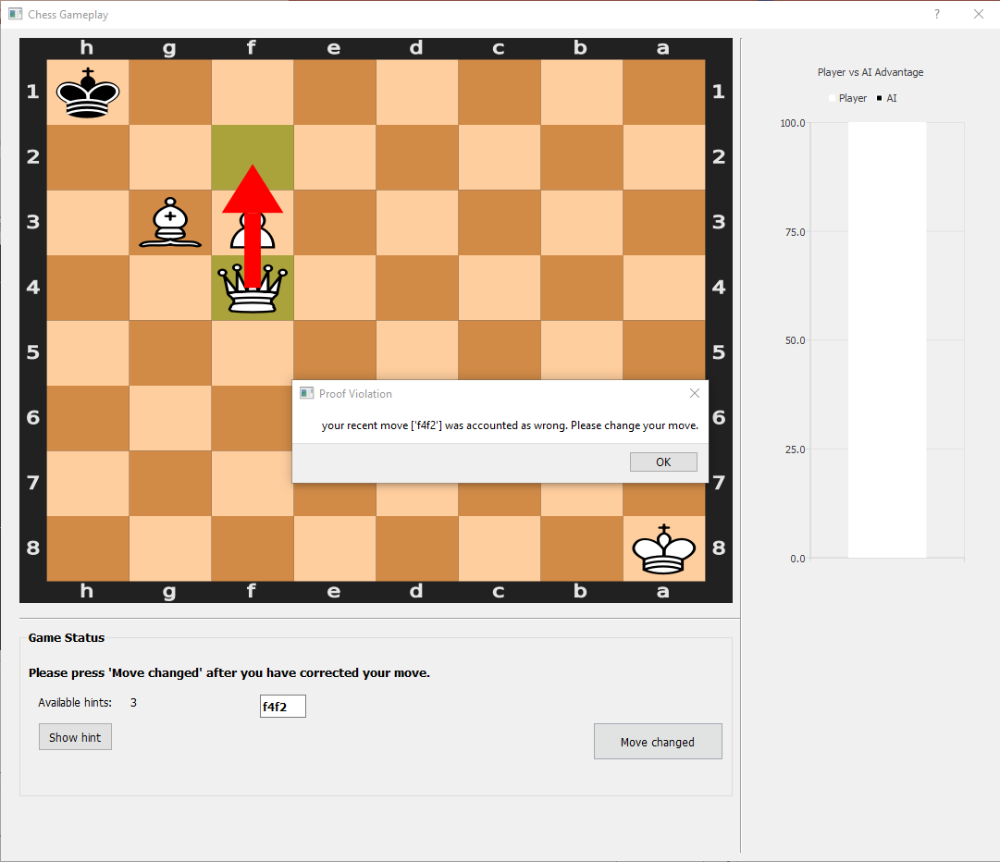 Chess Gameplay
?
h g f e d c b a
1 1
2 2
3 3
4 4
5 5
6 6
7 7
8 8
h g f e d c b a
Proof Violation
your recent move ['f4f2'] was accounted as wrong. Please change your move.
OK
Game Status
Please press 'Move changed' after you have corrected your move.
Available hints: 3
f4f2
Show hint
Move changed
Player vs AI Advantage
Player AI
100.0
75.0
50.0
25.0
0.0